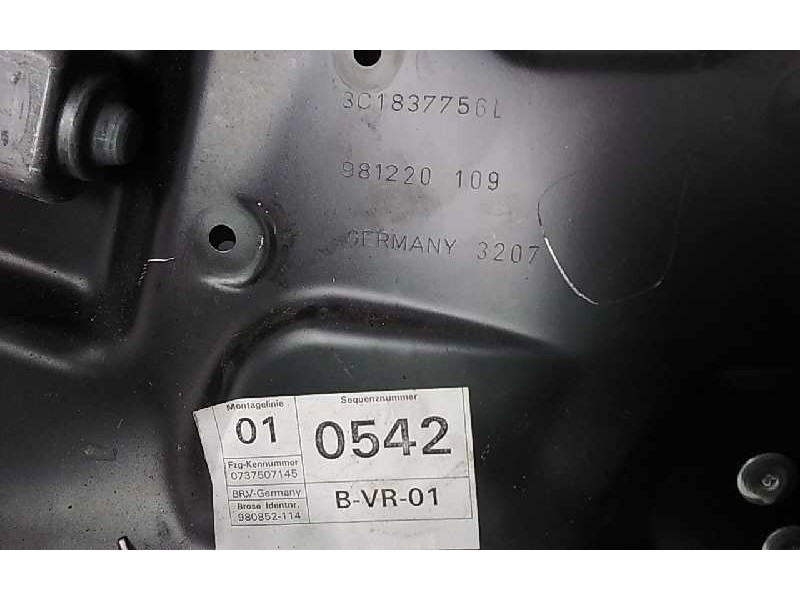 3C1837756L
981220 109
GERMANY 3207
Montagelinie
01
Sequenznummer
0542
Fzg-Kennummer
0737507145
BRW-Germany
Brose Identnr.
980852-114
B-VR-01